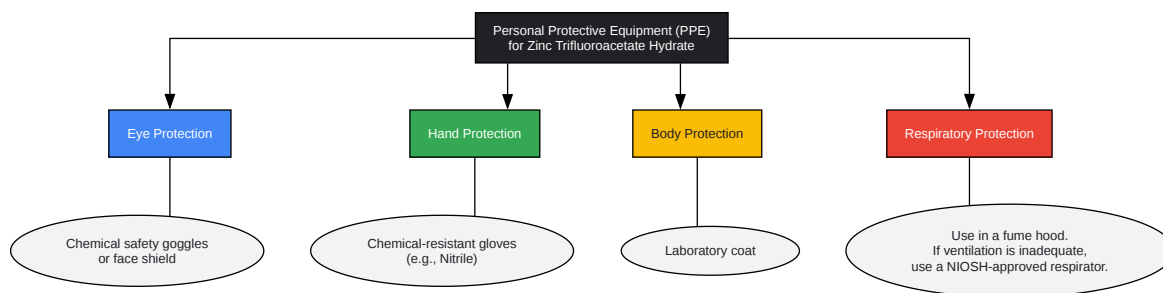 Personal Protective Equipment (PPE)
for Zinc Trifluoroacetate Hydrate
Eye Protection
Hand Protection
Body Protection
Respiratory Protection
Chemical safety goggles
or face shield
Chemical-resistant gloves
(e.g., Nitrile)
Laboratory coat
Use in a fume hood.
If ventilation is inadequate,
use a NIOSH-approved respirator.